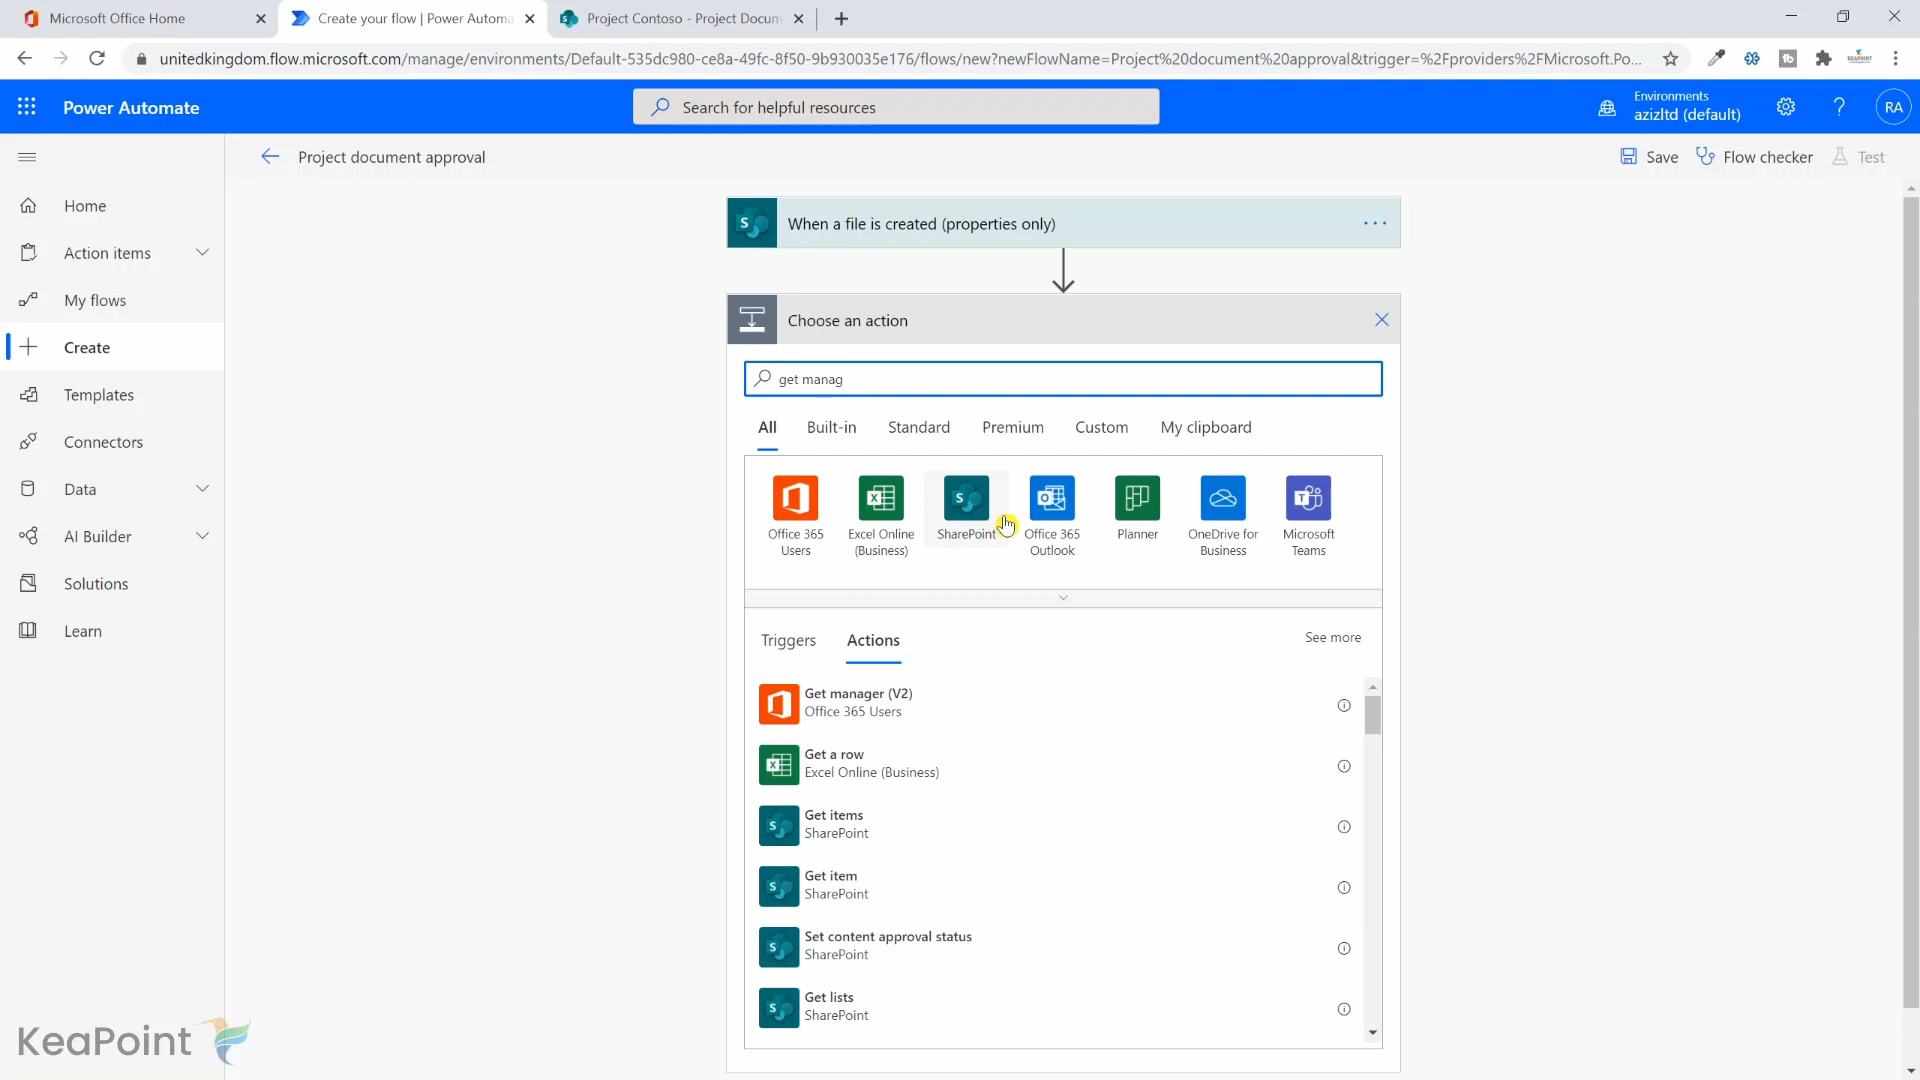 Microsoft Office Home
Create your flow | Power Automa
Project Contoso - Project Docum
unitedkingdom.flow.microsoft.com/manage/environments/Default-535dc980-ce8a-49fc-8f50-9b930035e176/flows/new?newFlowName=Project%20document%20approval&trigger=%2Fproviders%2FMicrosoft.Po...
Power Automate
Search for helpful resources
Environments
azizltd (default)
?
RA
Project document approval
Save
Flow checker
Test
Home
Action items
My flows
Create
Templates
Connectors
Data
AI Builder
Solutions
Learn
When a file is created (properties only)
Choose an action
get manag
All
Built-in
Standard
Premium
Custom
My clipboard
Office 365
Users
Excel Online
(Business)
SharePoint
Office 365
Outlook
Planner
OneDrive for
Business
Microsoft
Teams
Triggers
Actions
See more
Get manager (V2)
Office 365 Users
Get a row
Excel Online (Business)
Get items
SharePoint
Get item
SharePoint
Set content approval status
SharePoint
Get lists
SharePoint
KeaPoint